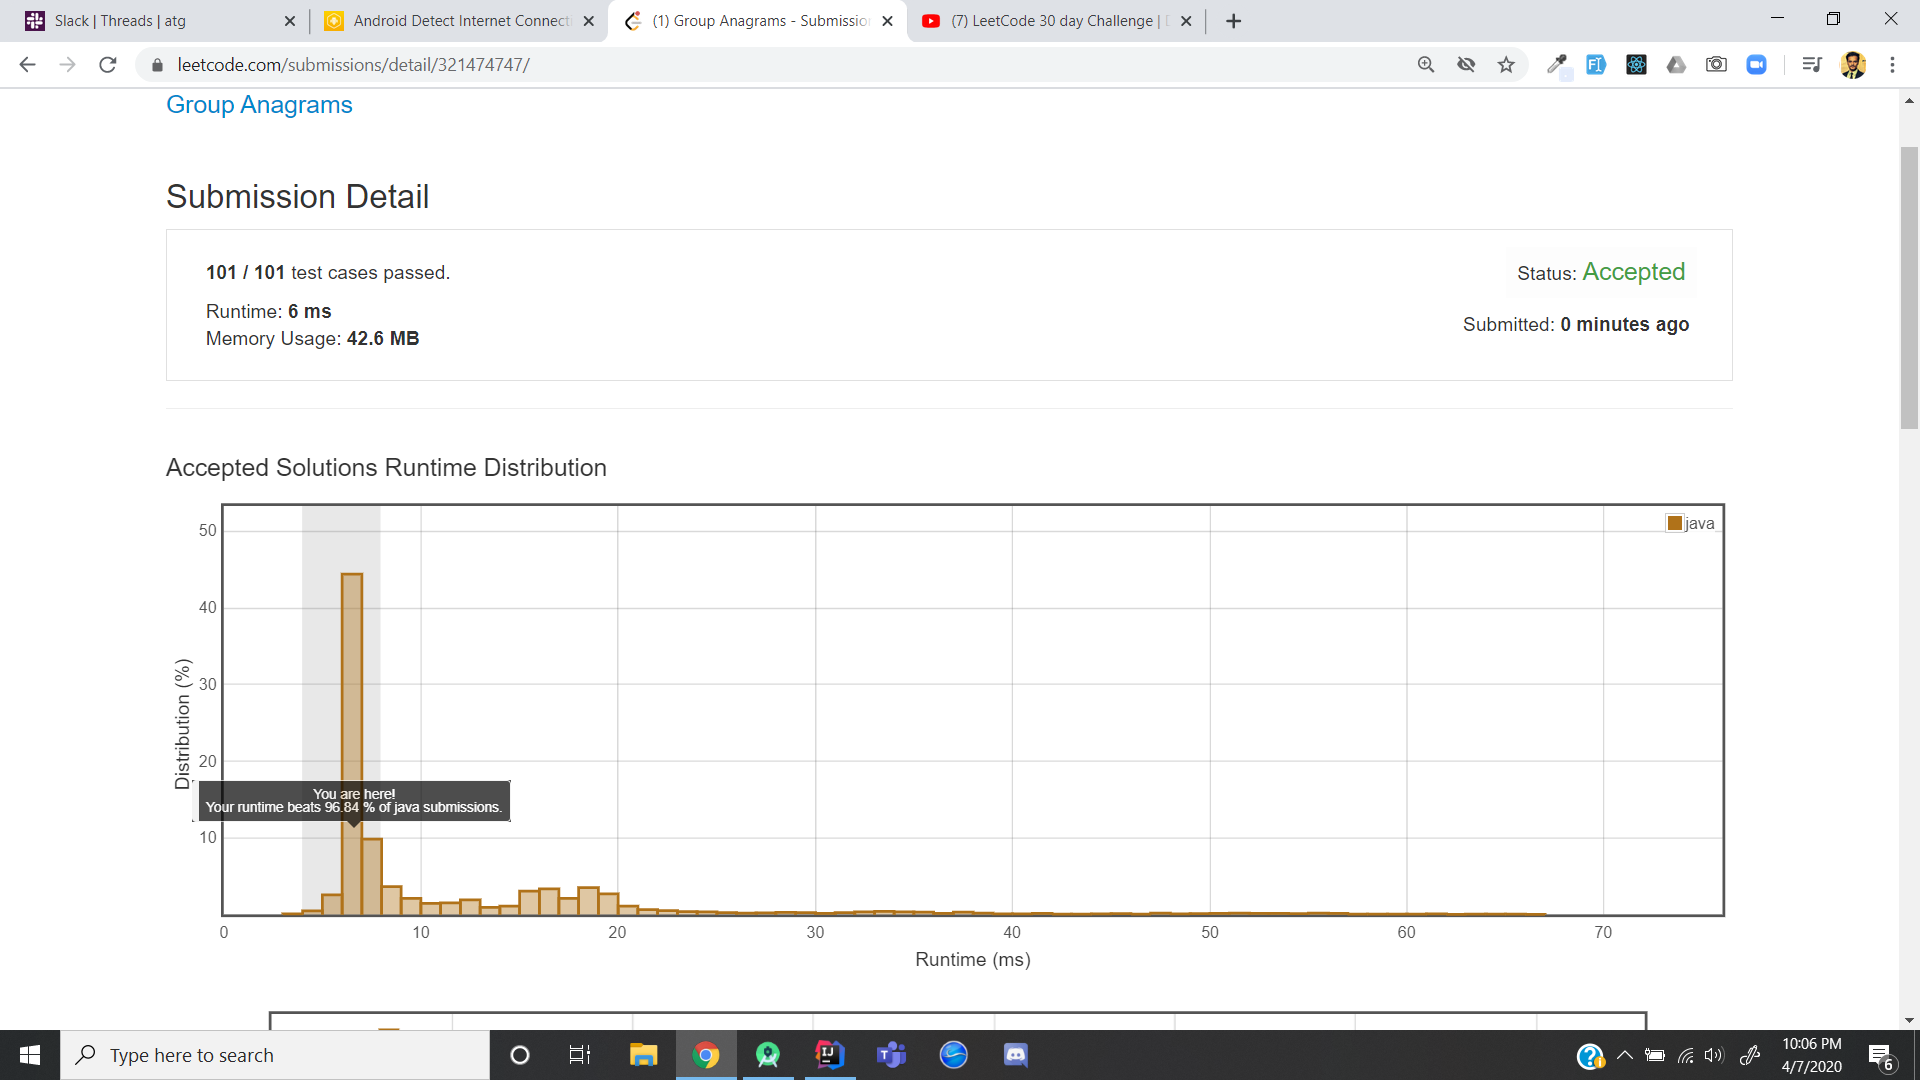 Slack | Threads | atg
Android Detect Internet Connecti
(1) Group Anagrams - Submission
(7) LeetCode 30 day Challenge | D
leetcode.com/submissions/detail/321474747/
Group Anagrams
Submission Detail
101 / 101 test cases passed.
Status: Accepted
Runtime: 6 ms
Submitted: 0 minutes ago
Memory Usage: 42.6 MB
Accepted Solutions Runtime Distribution
java
50
40
30
20
10
Distribution (%)
You are here!
Your runtime beats 96.84 % of java submissions.
0 10 20 30 40 50 60 70
Runtime (ms)
Type here to search
10:06 PM
4/7/2020
6